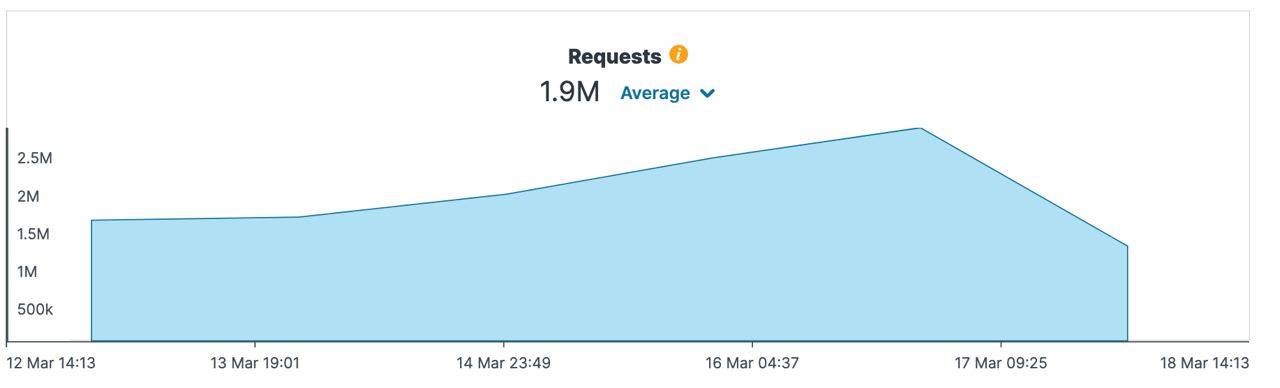 Requests i
1.9M Average
2.5M
2M
1.5M
1M
500k
12 Mar 14:13 13 Mar 19:01 14 Mar 23:49 16 Mar 04:37 17 Mar 09:25 18 Mar 14:13